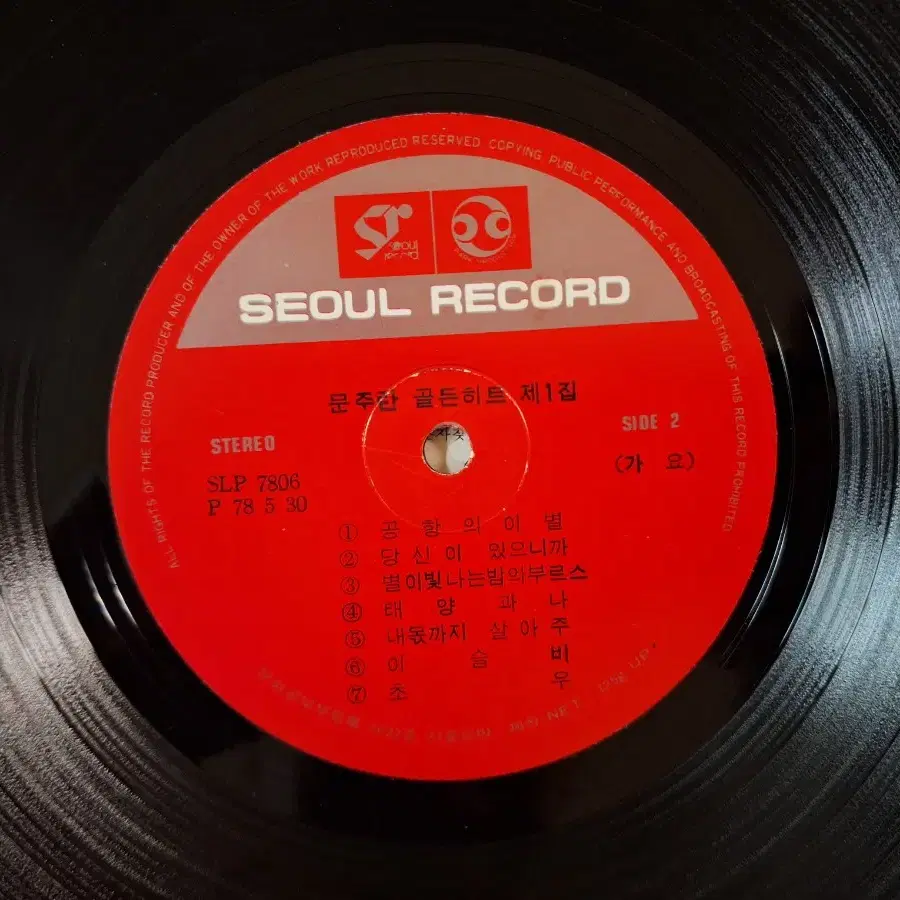 ALL RIGHTS OF THE RECORD PRODUCER AND OF THE OWNER OF THE WORK REPRODUCED RESERVED COPYING PUBLIC PERFORMANCE AND BROADCASTING OF THIS RECORD PROHIBITED
sr
seoul
record
SEOUL RECORD
문주란 골든히트 제1집
STEREO
SIDE 2
SLP 7806
P 78 5 30
(가 요)
① 공 항 의 이 별
② 당 신 이 있으니까
③ 별이빛나는밤의부르스
④ 태 양 과 나
⑤ 내몫까지 살아주
⑥ 이 슬 비
⑦ 초 우